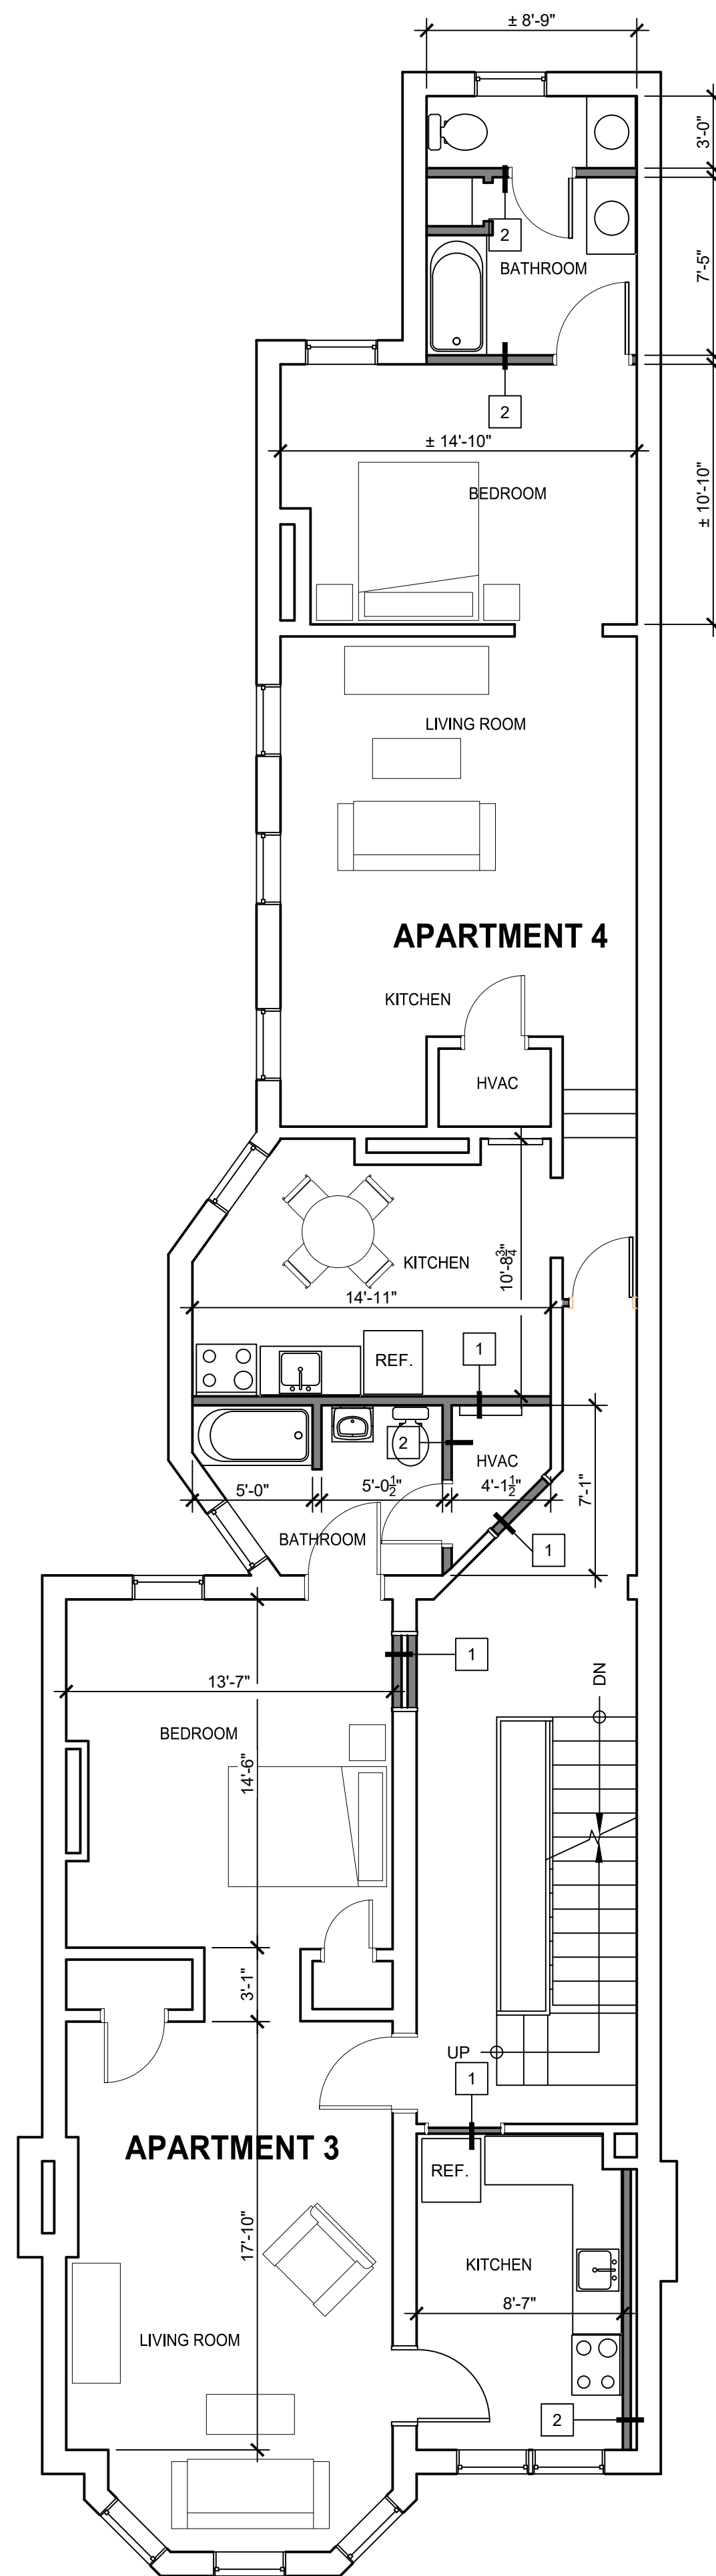 ± 8'-9"
3'-0"
2
BATHROOM
7'-5"
2
± 14'-10"
BEDROOM
± 10'-10"
LIVING ROOM
APARTMENT 4
KITCHEN
HVAC
KITCHEN
10'-8¾"
14'-11"
REF.
1
2
HVAC
5'-0"
5'-0½"
4'-1½"
7'-1"
BATHROOM
1
1
13'-7"
DN
BEDROOM
14'-6"
3'-1"
UP
1
APARTMENT 3
REF.
17'-10"
KITCHEN
8'-7"
LIVING ROOM
2